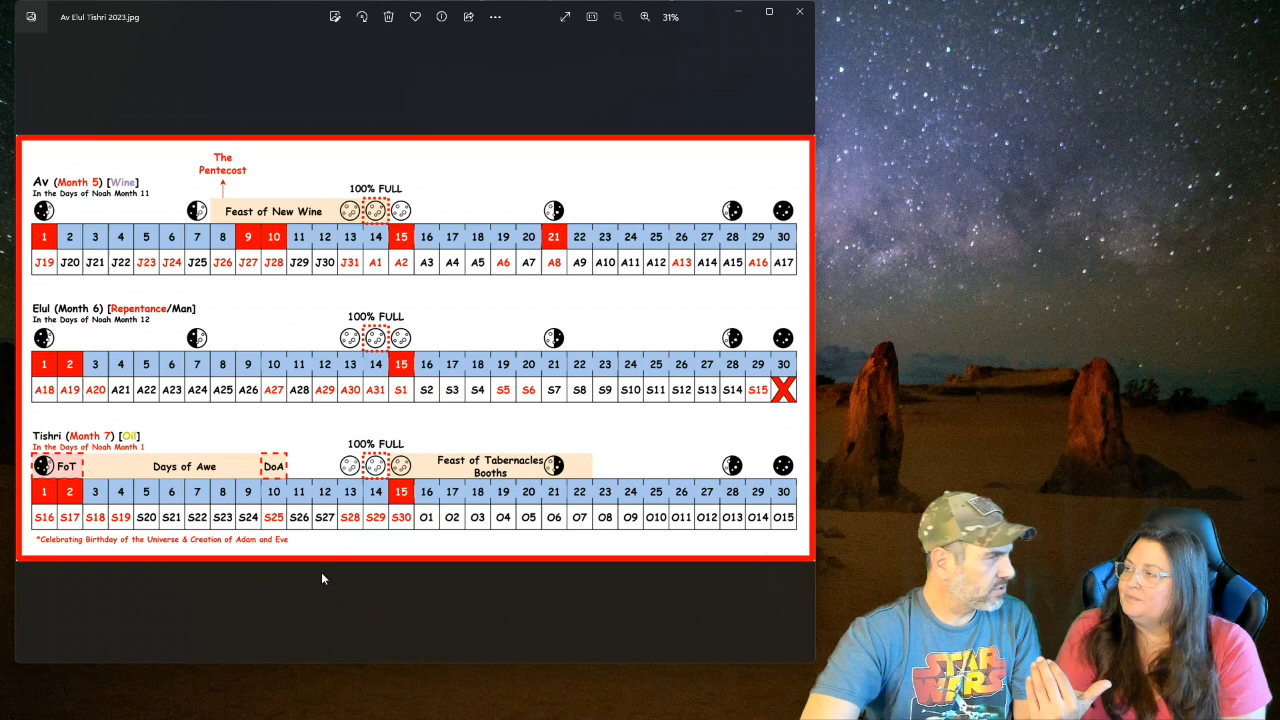 Av Elul Tishri 2023.jpg
31%
The
Pentecost
Av (Month 5) [Wine]
In the Days of Noah Month 11
100% FULL
Feast of New Wine
1 2 3 4 5 6 7 8 9 10 11 12 13 14 15 16 17 18 19 20 21 22 23 24 25 26 27 28 29 30
J19 J20 J21 J22 J23 J24 J25 J26 J27 J28 J29 J30 J31 A1 A2 A3 A4 A5 A6 A7 A8 A9 A10 A11 A12 A13 A14 A15 A16 A17
Elul (Month 6) [Repentance/Man]
In the Days of Noah Month 12
100% FULL
1 2 3 4 5 6 7 8 9 10 11 12 13 14 15 16 17 18 19 20 21 22 23 24 25 26 27 28 29 30
A18 A19 A20 A21 A22 A23 A24 A25 A26 A27 A28 A29 A30 A31 S1 S2 S3 S4 S5 S6 S7 S8 S9 S10 S11 S12 S13 S14 S15 X
Tishri (Month 7) [Oil]
In the Days of Noah Month 1
100% FULL
FoT Days of Awe DoA Feast of Tabernacles
Booths
1 2 3 4 5 6 7 8 9 10 11 12 13 14 15 16 17 18 19 20 21 22 23 24 25 26 27 28 29 30
S16 S17 S18 S19 S20 S21 S22 S23 S24 S25 S26 S27 S28 S29 S30 O1 O2 O3 O4 O5 O6 O7 O8 O9 O10 O11 O12 O13 O14 O15
*Celebrating Birthday of the Universe & Creation of Adam and Eve
STAR
WARS